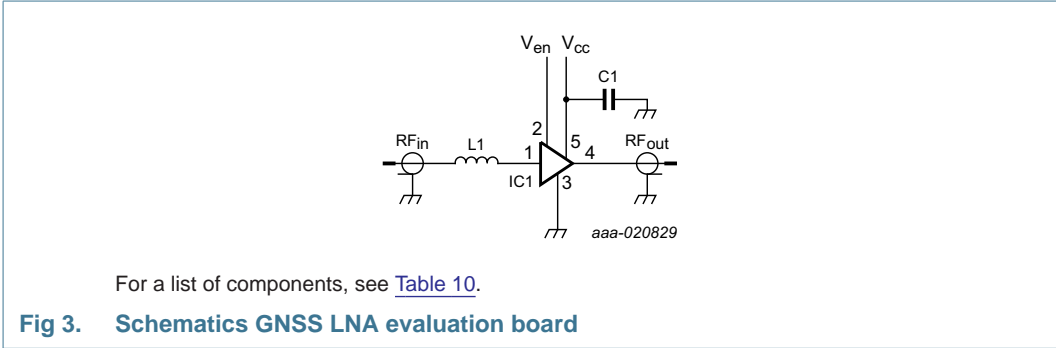 Ven Vcc
C1
2
5
RFin L1 1 4 RFout
IC1 3
aaa-020829
For a list of components, see Table 10.
Fig 3. Schematics GNSS LNA evaluation board